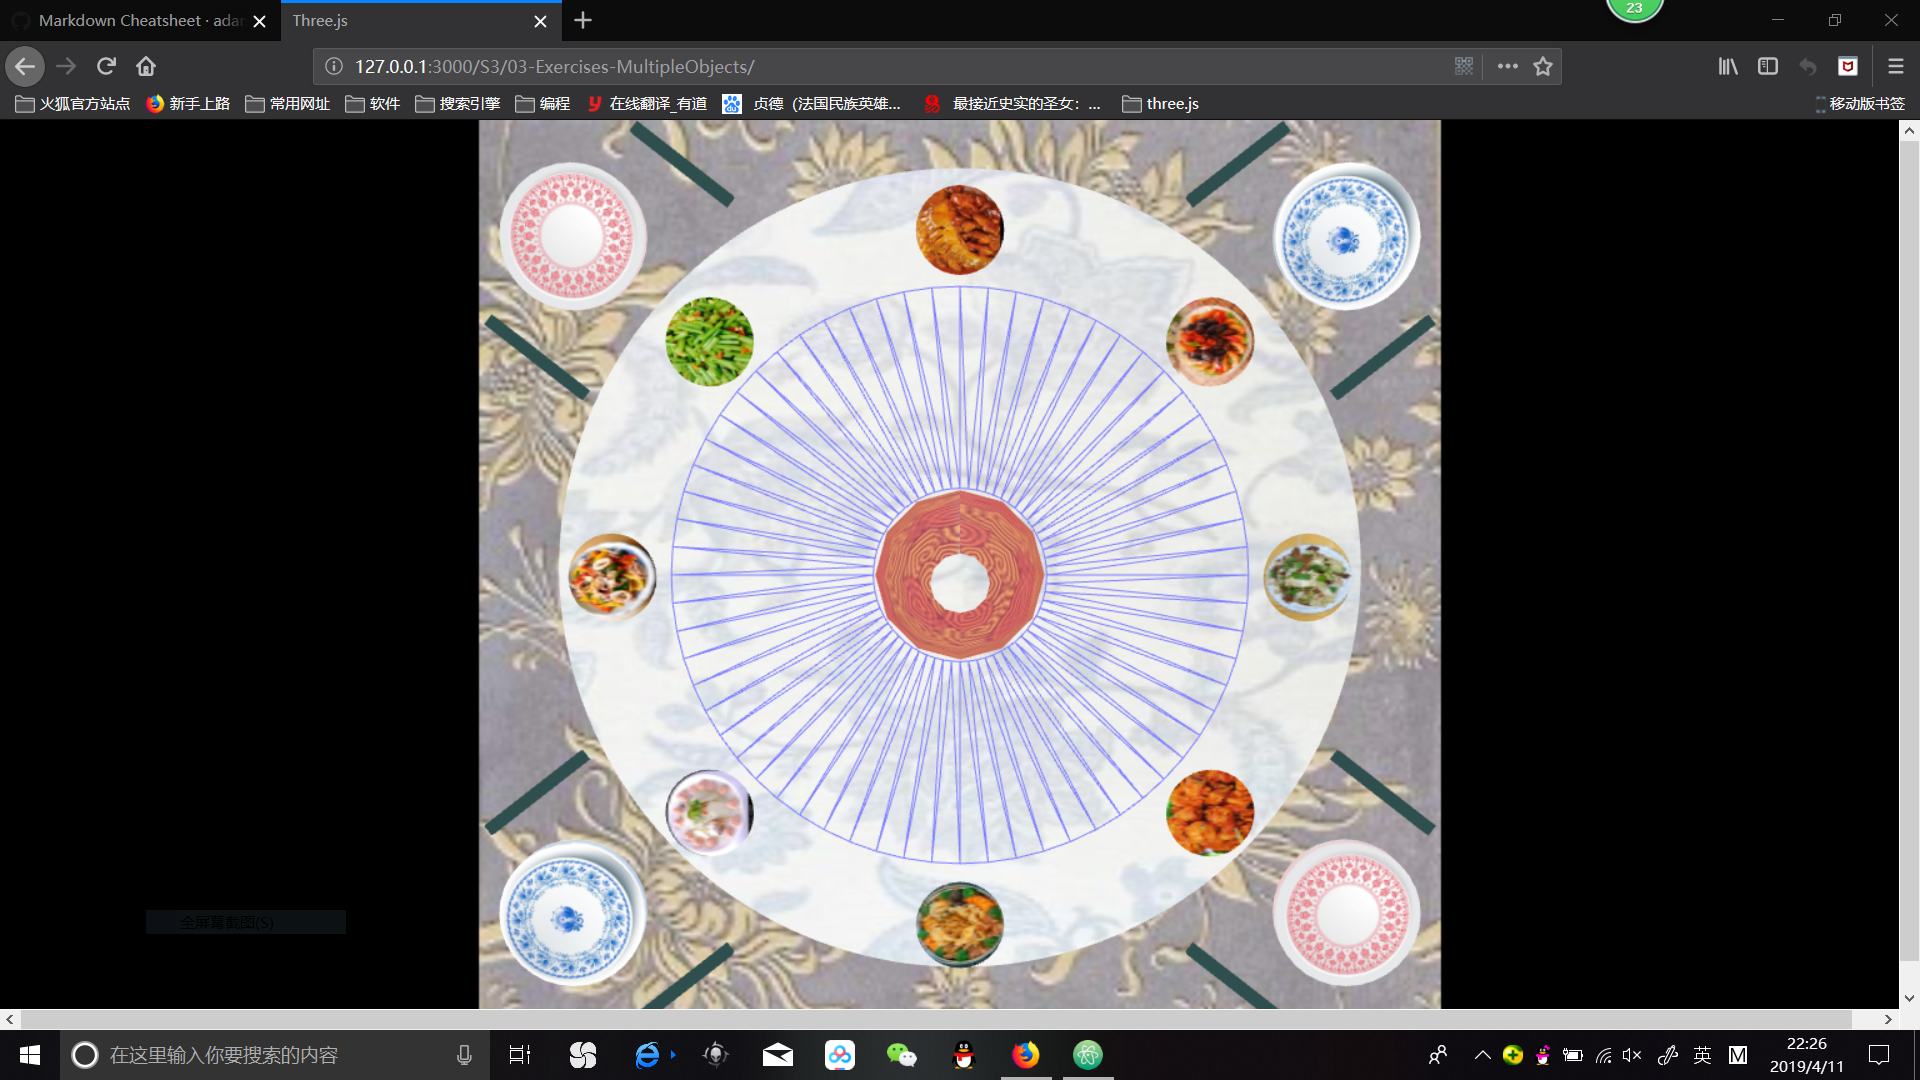 Markdown Cheatsheet · adar
Three.js
23
127.0.0.1:3000/S3/03-Exercises-MultipleObjects/
火狐官方站点 新手上路 常用网址 软件 搜索引擎 编程 在线翻译_有道 贞德（法国民族英雄... 最接近史实的圣女：... three.js 移动版书签
全屏幕截图(S)
在这里输入你要搜索的内容
英 M
22:26
2019/4/11